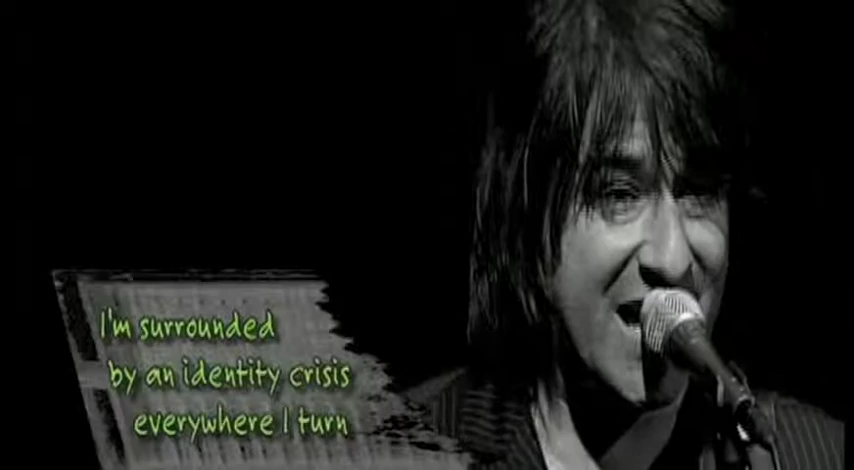 I'm surrounded
by an identity crisis
everywhere I turn